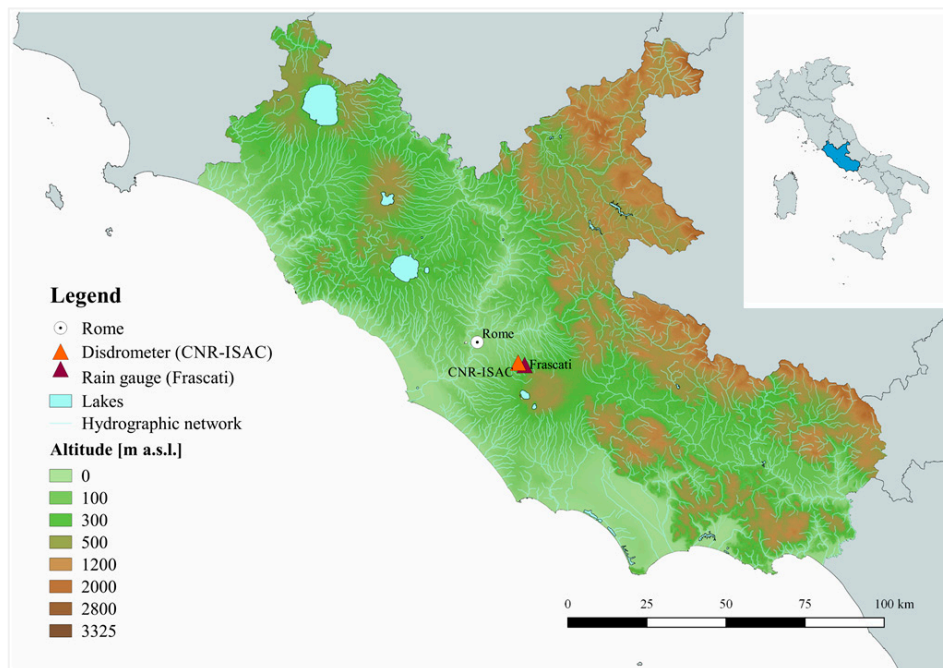 Legend
Rome
Disdrometer (CNR-ISAC)
Rain gauge (Frascati)
Lakes
Hydrographic network
Altitude [m a.s.l.]
0
100
300
500
1200
2000
2800
3325
Rome
Frascati
CNR-ISAC
0 25 50 75 100 km